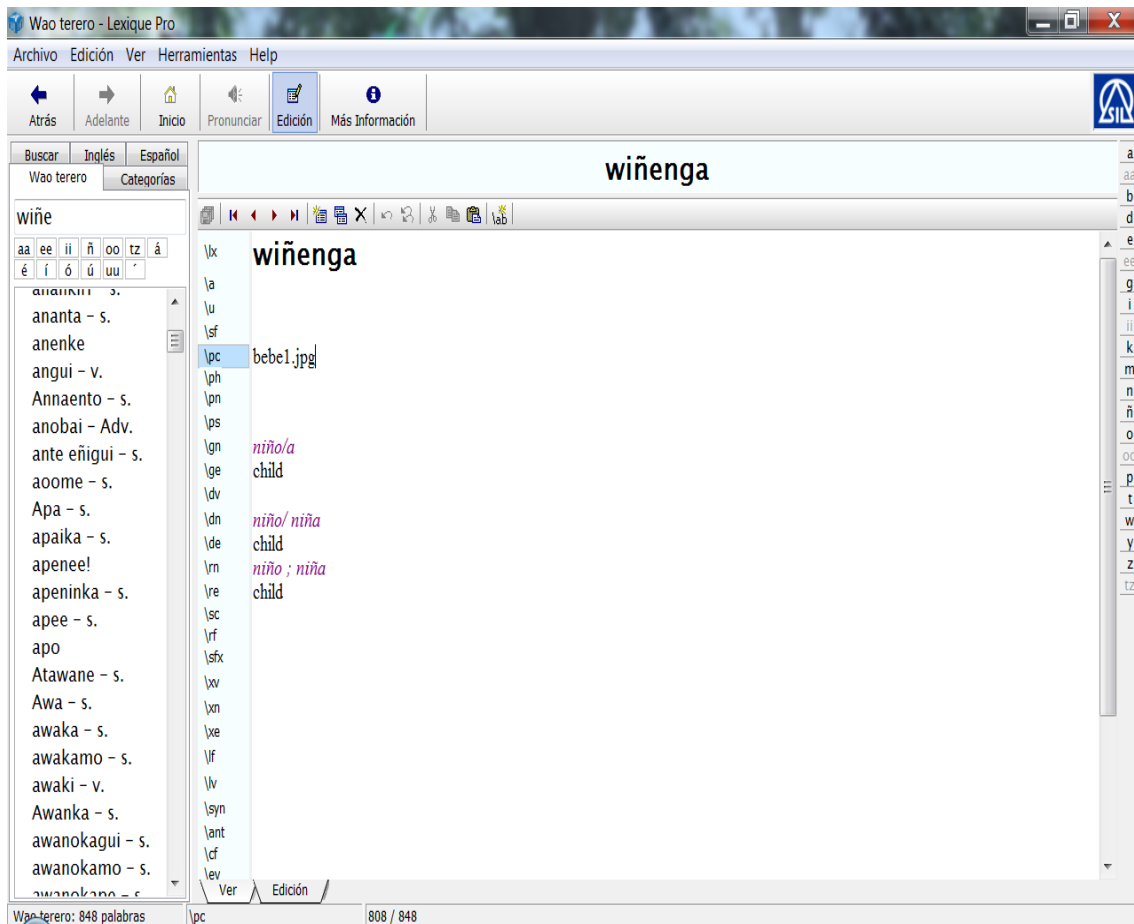 Wao terero - Lexique Pro
Archivo Edición Ver Herramientas Help
Atrás Adelante Inicio Pronunciar Edición Más Información
SIL
Buscar Inglés Español
Wao terero Categorías
wiñenga
wiñe
aa ee ii ñ oo tz á
é í ó ú uu ´
anankiri - s.
ananta - s.
anenke
angui - v.
Annaento - s.
anobai - Adv.
ante eñigui - s.
aoome - s.
Apa - s.
apaika - s.
apenee!
apeninka - s.
apee - s.
apo
Atawane - s.
Awa - s.
awaka - s.
awakamo - s.
awaki - v.
Awanka - s.
awanokagui - s.
awanokamo - s.
awanokapo - s
\lx wiñenga
\a
\u
\sf
\pc bebe1.jpg
\ph
\pn
\ps
\gn niño/a
\ge child
\dv
\dn niño/ niña
\de child
\rn niño ; niña
\re child
\sc
\rf
\sfx
\xv
\xn
\xe
\lf
\lv
\syn
\ant
\cf
\ev
a
aa
b
d
e
ee
g
i
ii
k
m
n
ñ
o
oo
p
t
w
y
z
tz
Ver Edición
Wao terero: 848 palabras \pc 808 / 848